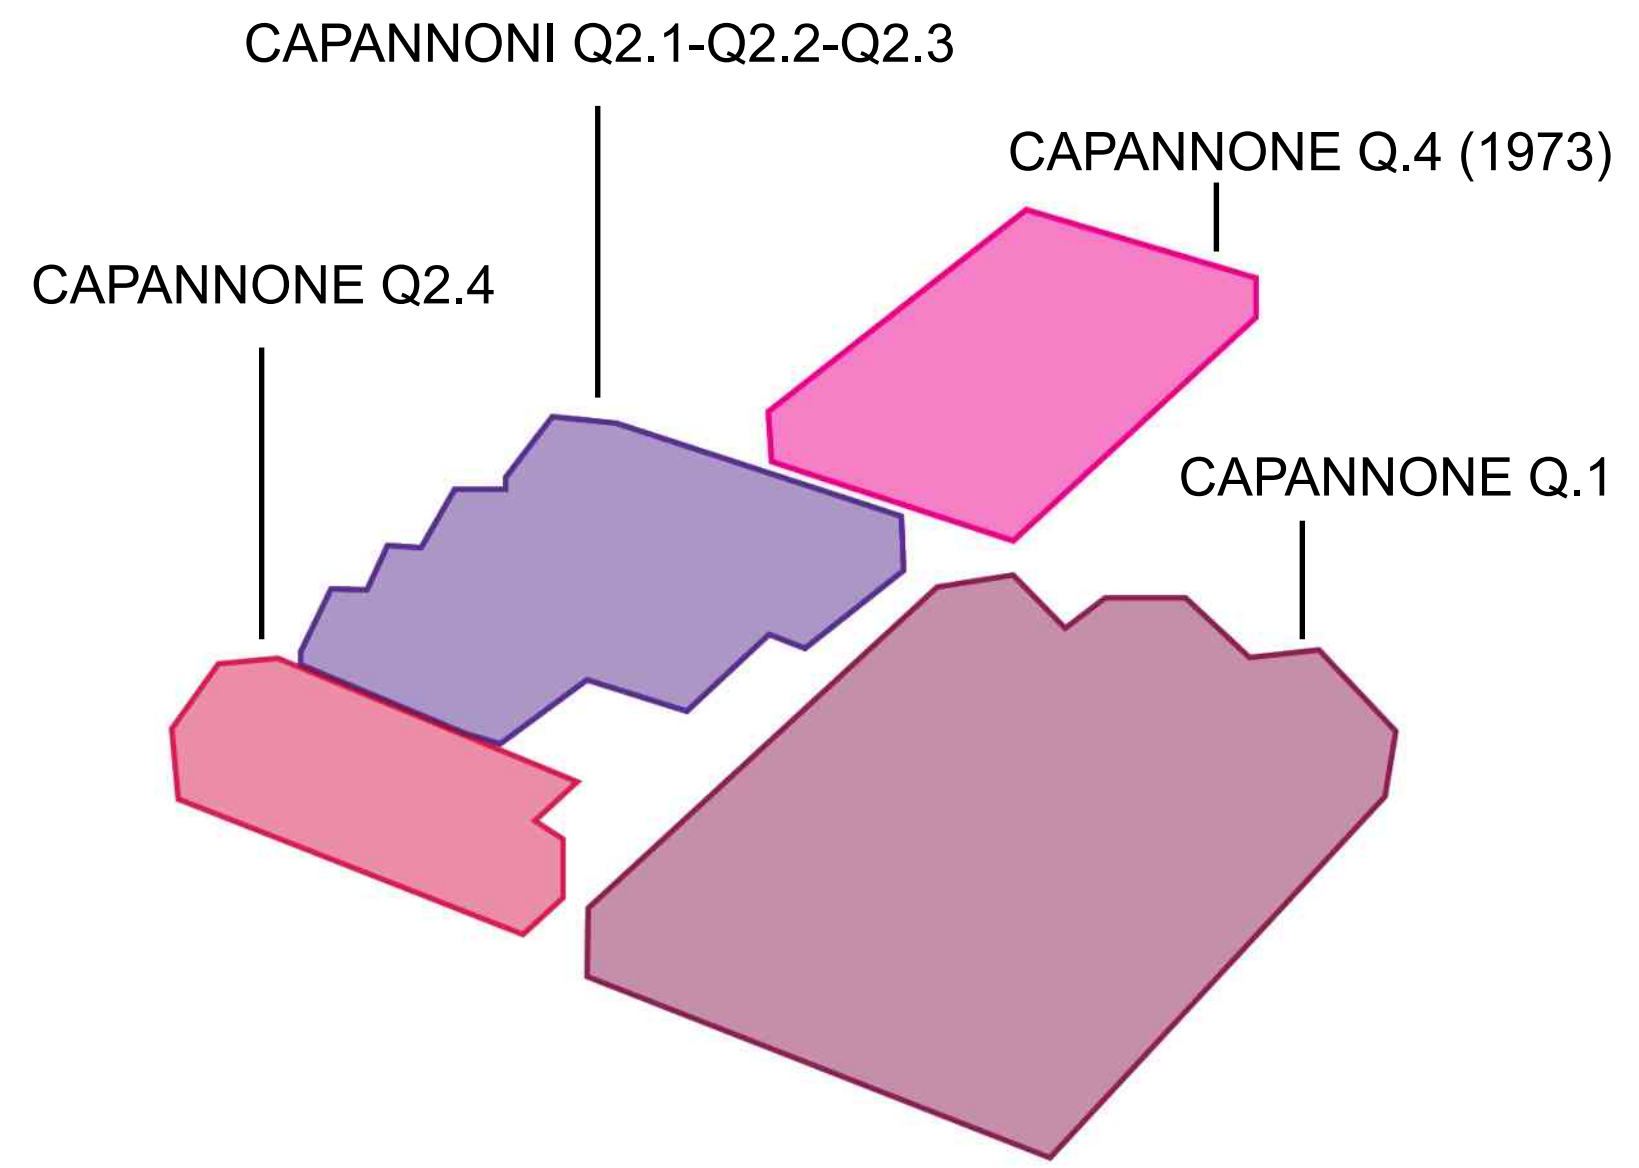 CAPANNONI Q2.1-Q2.2-Q2.3
CAPANNONE Q.4 (1973)
CAPANNONE Q2.4
CAPANNONE Q.1